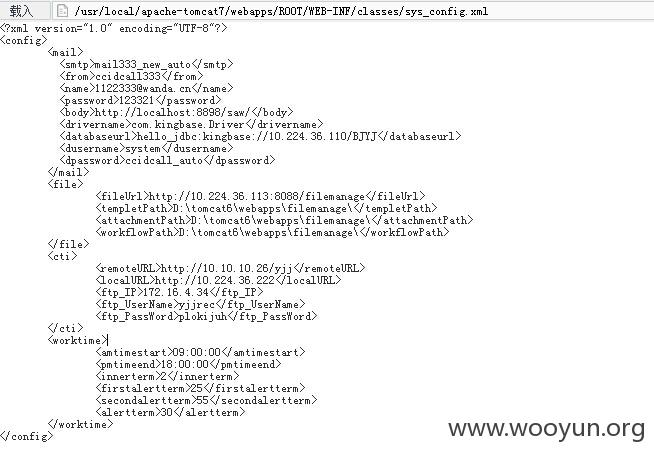 载入 /usr/local/apache-tomcat7/webapps/ROOT/WEB-INF/classes/sys_config.xml
<?xml version="1.0" encoding="UTF-8"?>
<config>
<mail>
<smtp>mail333_new_auto</smtp>
<from>ccidcall333</from>
<name>1122333@wanda.cn</name>
<password>123321</password>
<body>http://localhost:8898/saw/</body>
<drivername>com.kingbase.Driver</drivername>
<databaseurl>hello_jdbc:kingbase://10.224.36.110/BJYJ</databaseurl>
<dusername>system</dusername>
<dpassword>ccidcall_auto</dpassword>
</mail>
<file>
<fileUrl>http://10.224.36.113:8088/filemanage</fileUrl>
<templetPath>D:\tomcat6\webapps\filemanage\</templetPath>
<attachmentPath>D:\tomcat6\webapps\filemanage\</attachmentPath>
<workflowPath>D:\tomcat6\webapps\filemanage\</workflowPath>
</file>
<cti>
<remoteURL>http://10.10.10.26/yjj</remoteURL>
<localURL>http://10.224.36.222</localURL>
<ftp_IP>172.16.4.34</ftp_IP>
<ftp_UserName>yjjrec</ftp_UserName>
<ftp_PassWord>plokijuh</ftp_PassWord>
</cti>
<worktime>
<amtimestart>09:00:00</amtimestart>
<pmtimeend>18:00:00</pmtimeend>
<innerterm>2</innerterm>
<firstalertterm>25</firstalertterm>
<secondalertterm>55</secondalertterm>
<alertterm>30</alertterm>
</worktime>
</config>
www.wooyun.org